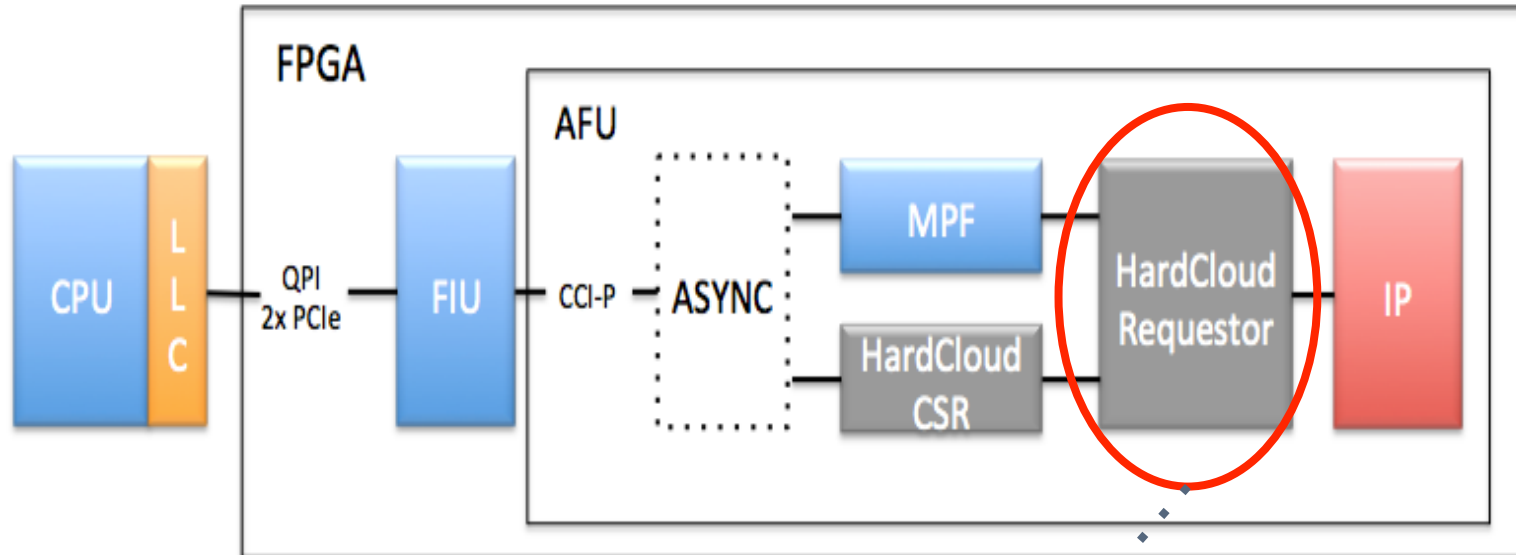 FPGA
AFU
CPU
L
L
C
QPI
2x PCIe
FIU
CCI-P
ASYNC
MPF
HardCloud
CSR
HardCloud
Requestor
IP